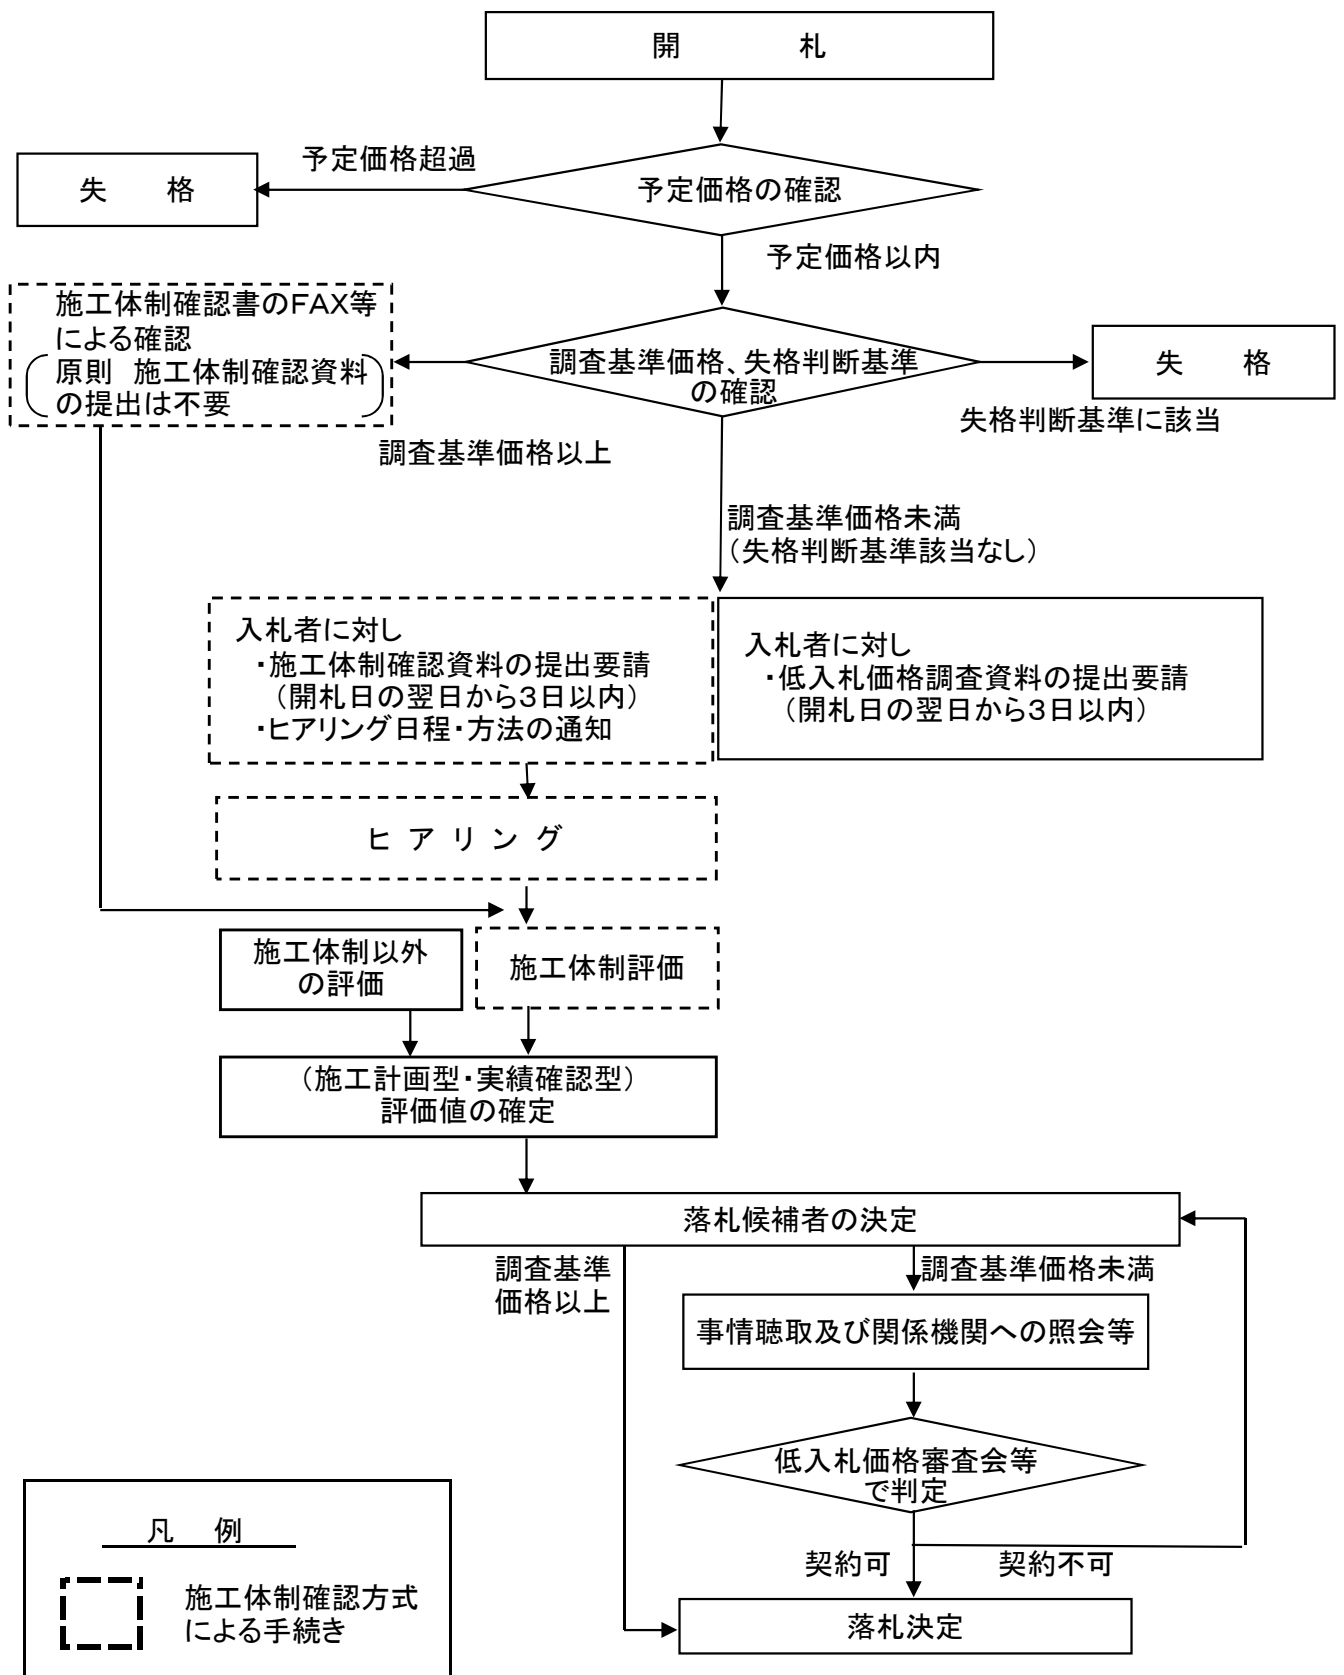 開　　　　札
予定価格超過
失　　格
予定価格の確認
予定価格以内
施工体制確認書のFAX等
による確認
原則　施工体制確認資料
の提出は不要
調査基準価格、失格判断基準
の確認
失　　格
失格判断基準に該当
調査基準価格以上
調査基準価格未満
（失格判断基準該当なし）
入札者に対し
・施工体制確認資料の提出要請
（開札日の翌日から3日以内）
・ヒアリング日程・方法の通知
入札者に対し
・低入札価格調査資料の提出要請
（開札日の翌日から3日以内）
ヒ　ア　リ　ン　グ
施工体制以外
の評価
施工体制評価
（施工計画型・実績確認型）
評価値の確定
落札候補者の決定
調査基準
価格以上
調査基準価格未満
事情聴取及び関係機関への照会等
低入札価格審査会等
で判定
契約可
契約不可
落札決定
凡　例
施工体制確認方式
による手続き